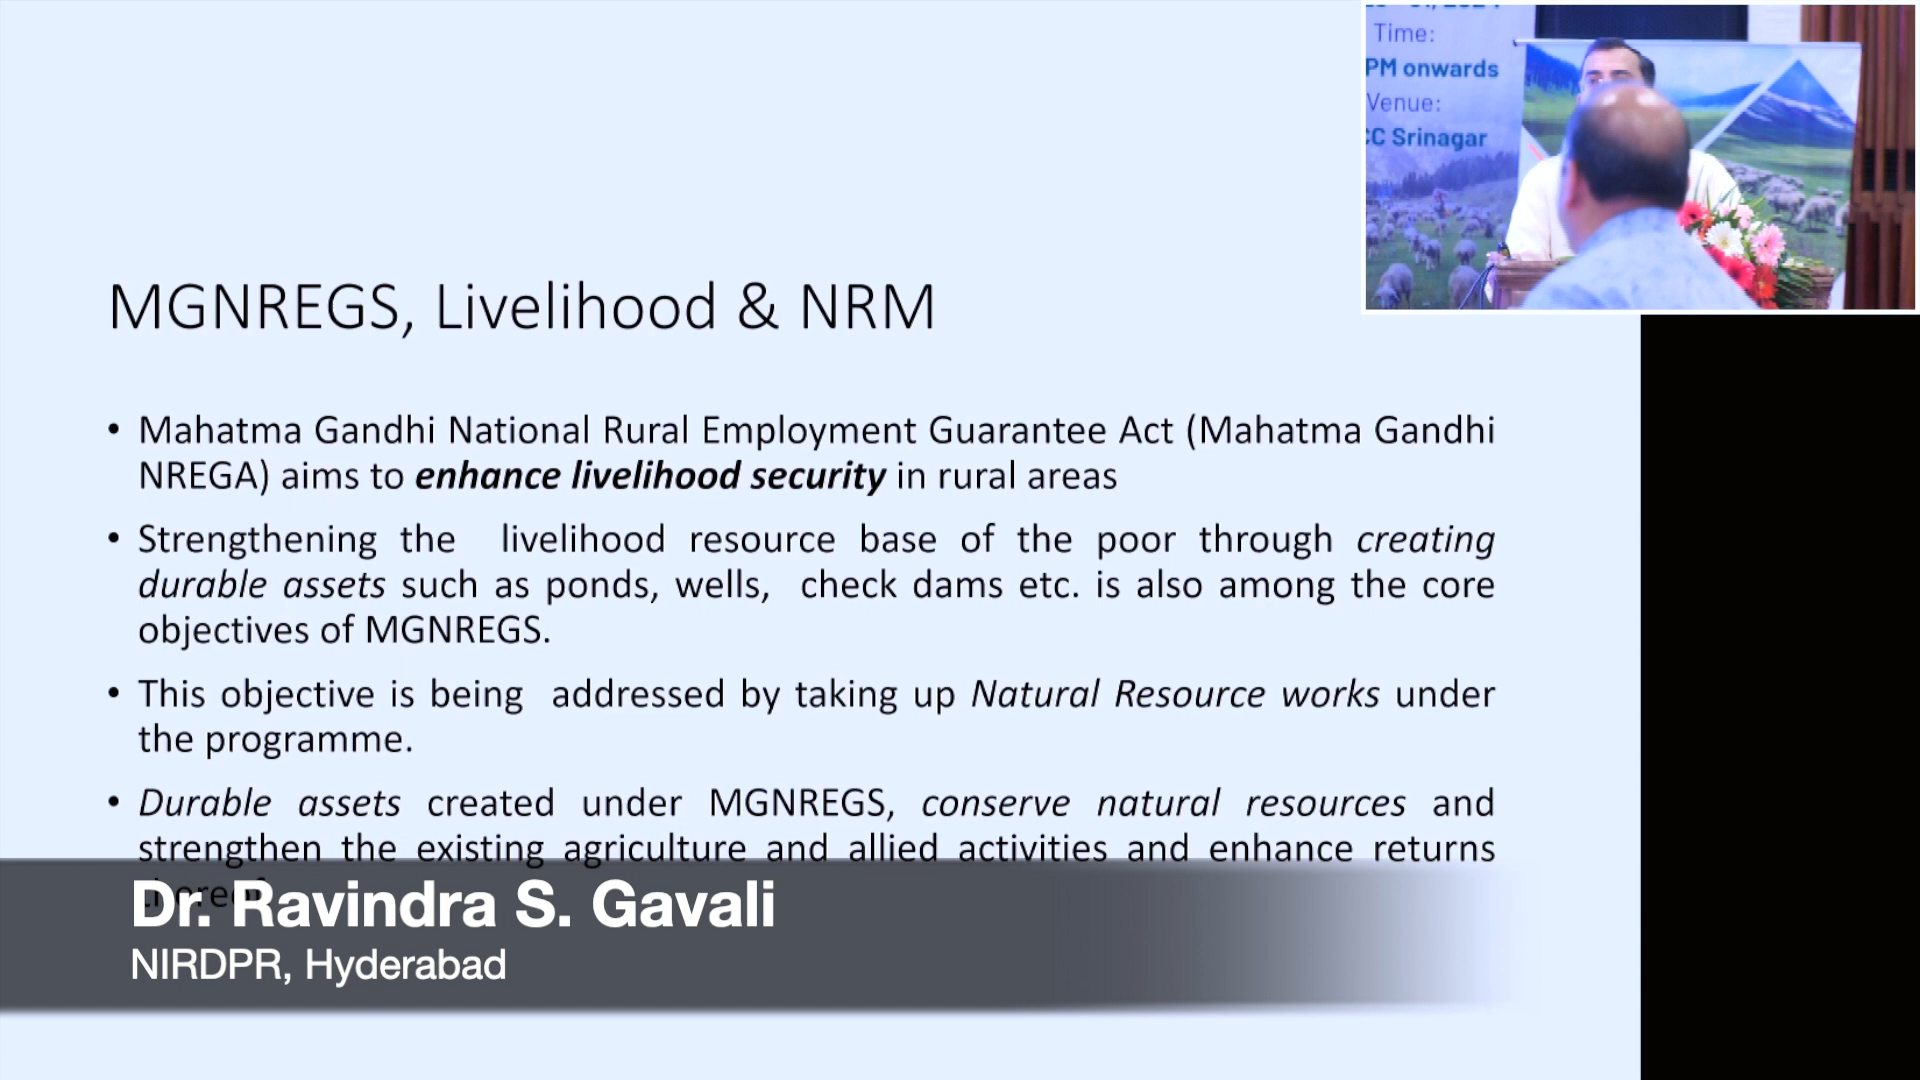 Time:
PM onwards
Venue:
CC Srinagar
MGNREGS, Livelihood & NRM
• Mahatma Gandhi National Rural Employment Guarantee Act (Mahatma Gandhi
NREGA) aims to enhance livelihood security in rural areas
• Strengthening the livelihood resource base of the poor through creating
durable assets such as ponds, wells, check dams etc. is also among the core
objectives of MGNREGS.
• This objective is being addressed by taking up Natural Resource works under
the programme.
• Durable assets created under MGNREGS, conserve natural resources and
strengthen the existing agriculture and allied activities and enhance returns
Dr. Ravindra S. Gavali
NIRDPR, Hyderabad